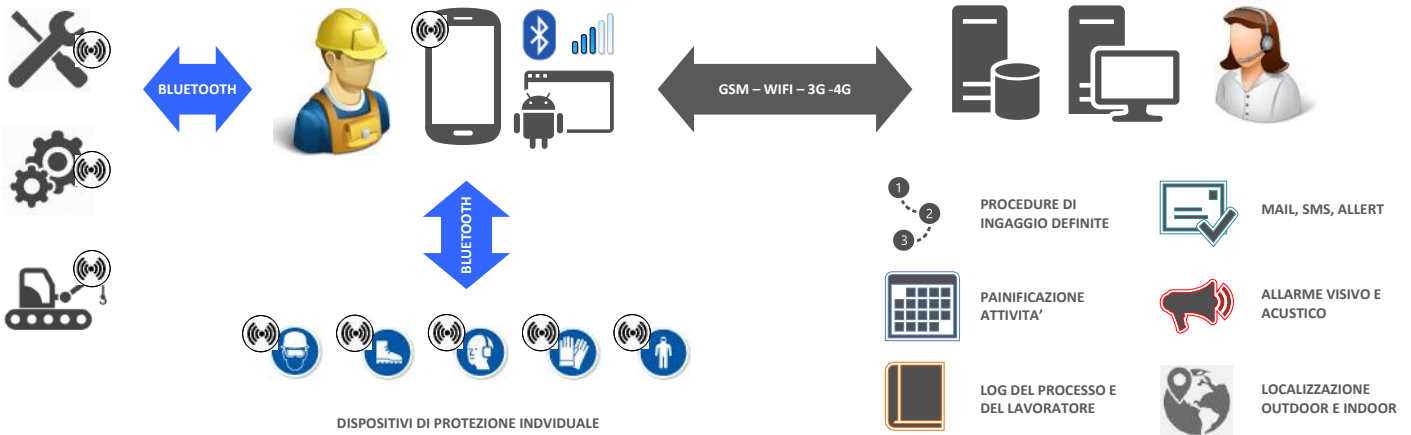 BLUETOOTH
GSM – WIFI – 3G -4G
BLUETOOTH
DISPOSITIVI DI PROTEZIONE INDVIDUALE
1
2
3
PROCEDURE DI
INGAGGIO DEFINITE
MAIL, SMS, ALLERT
PAINIFICAZIONE
ATTIVITA’
ALLARME VISIVO E
ACUSTICO
LOG DEL PROCESSO E
DEL LAVORATORE
LOCALIZZAZIONE
OUTDOOR E INDOOR